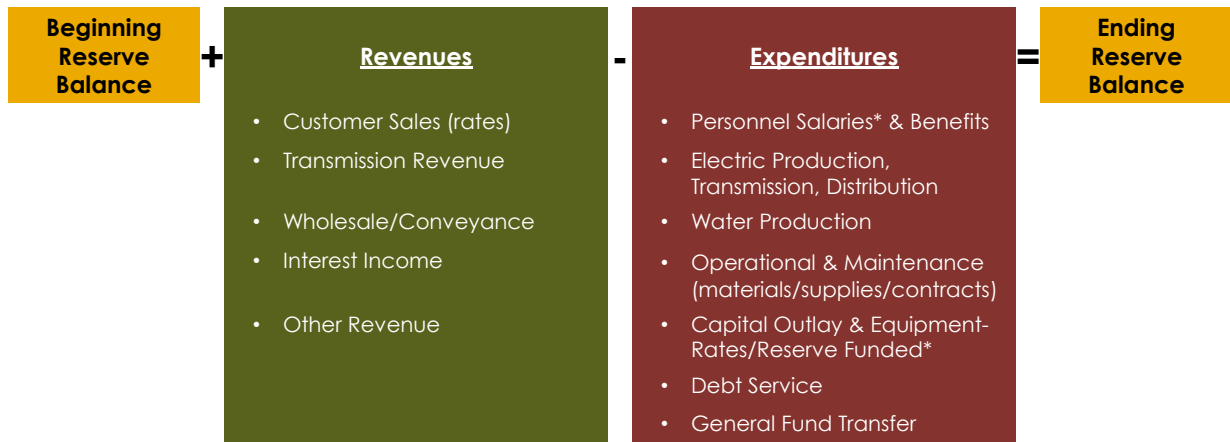 Beginning
Reserve
Balance
+
Revenues
• Customer Sales (rates)
• Transmission Revenue
• Wholesale/Conveyance
• Interest Income
• Other Revenue
-
Expenditures
• Personnel Salaries* & Benefits
• Electric Production,
Transmission, Distribution
• Water Production
• Operational & Maintenance
(materials/supplies/contracts)
• Capital Outlay & Equipment-
Rates/Reserve Funded*
• Debt Service
• General Fund Transfer
=
Ending
Reserve
Balance